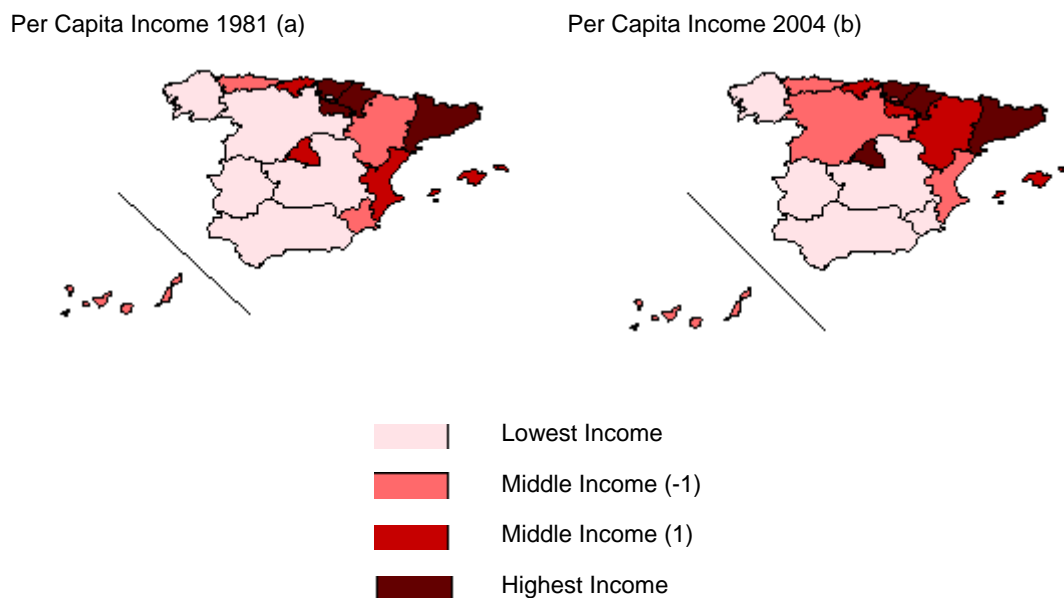 Per Capita Income 1981 (a)
Per Capita Income 2004 (b)
Lowest Income
Middle Income (-1)
Middle Income (1)
Highest Income